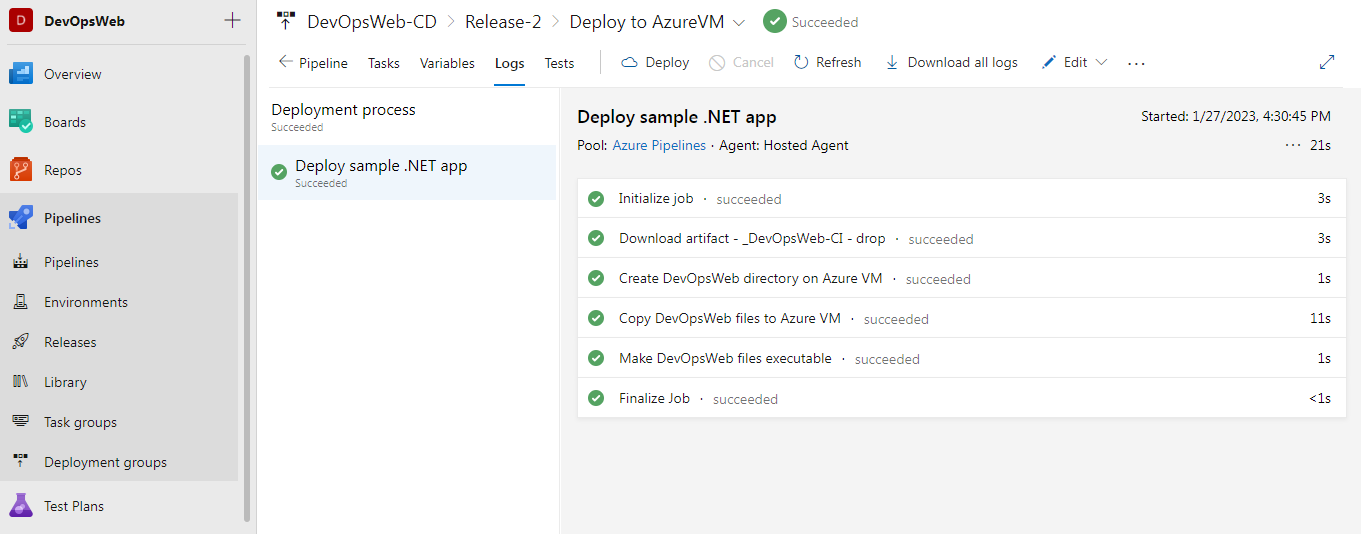 D DevOpsWeb +
Overview
Boards
Repos
Pipelines
Pipelines
Environments
Releases
Library
Task groups
Deployment groups
Test Plans
DevOpsWeb-CD > Release-2 > Deploy to AzureVM Succeeded
Pipeline Tasks Variables Logs Tests Deploy Cancel Refresh Download all logs Edit ...
Deployment process
Succeeded
Deploy sample .NET app
Succeeded
Deploy sample .NET app Started: 1/27/2023, 4:30:45 PM
Pool: Azure Pipelines · Agent: Hosted Agent ... 21s
Initialize job · succeeded 3s
Download artifact - _DevOpsWeb-CI - drop · succeeded 3s
Create DevOpsWeb directory on Azure VM · succeeded 1s
Copy DevOpsWeb files to Azure VM · succeeded 11s
Make DevOpsWeb files executable · succeeded 1s
Finalize Job · succeeded <1s